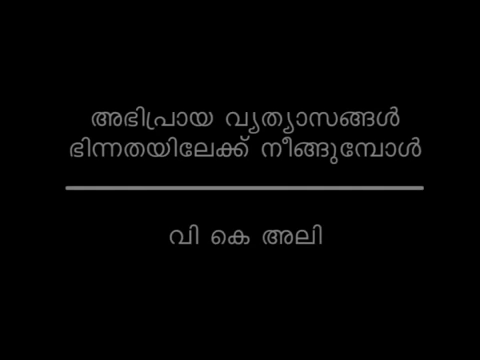 അഭിപ്രായ വ്യത്യാസങ്ങൾ
ഭിന്നതയിലേക്ക് നീങ്ങുമ്പോൾ
വി കെ അലി